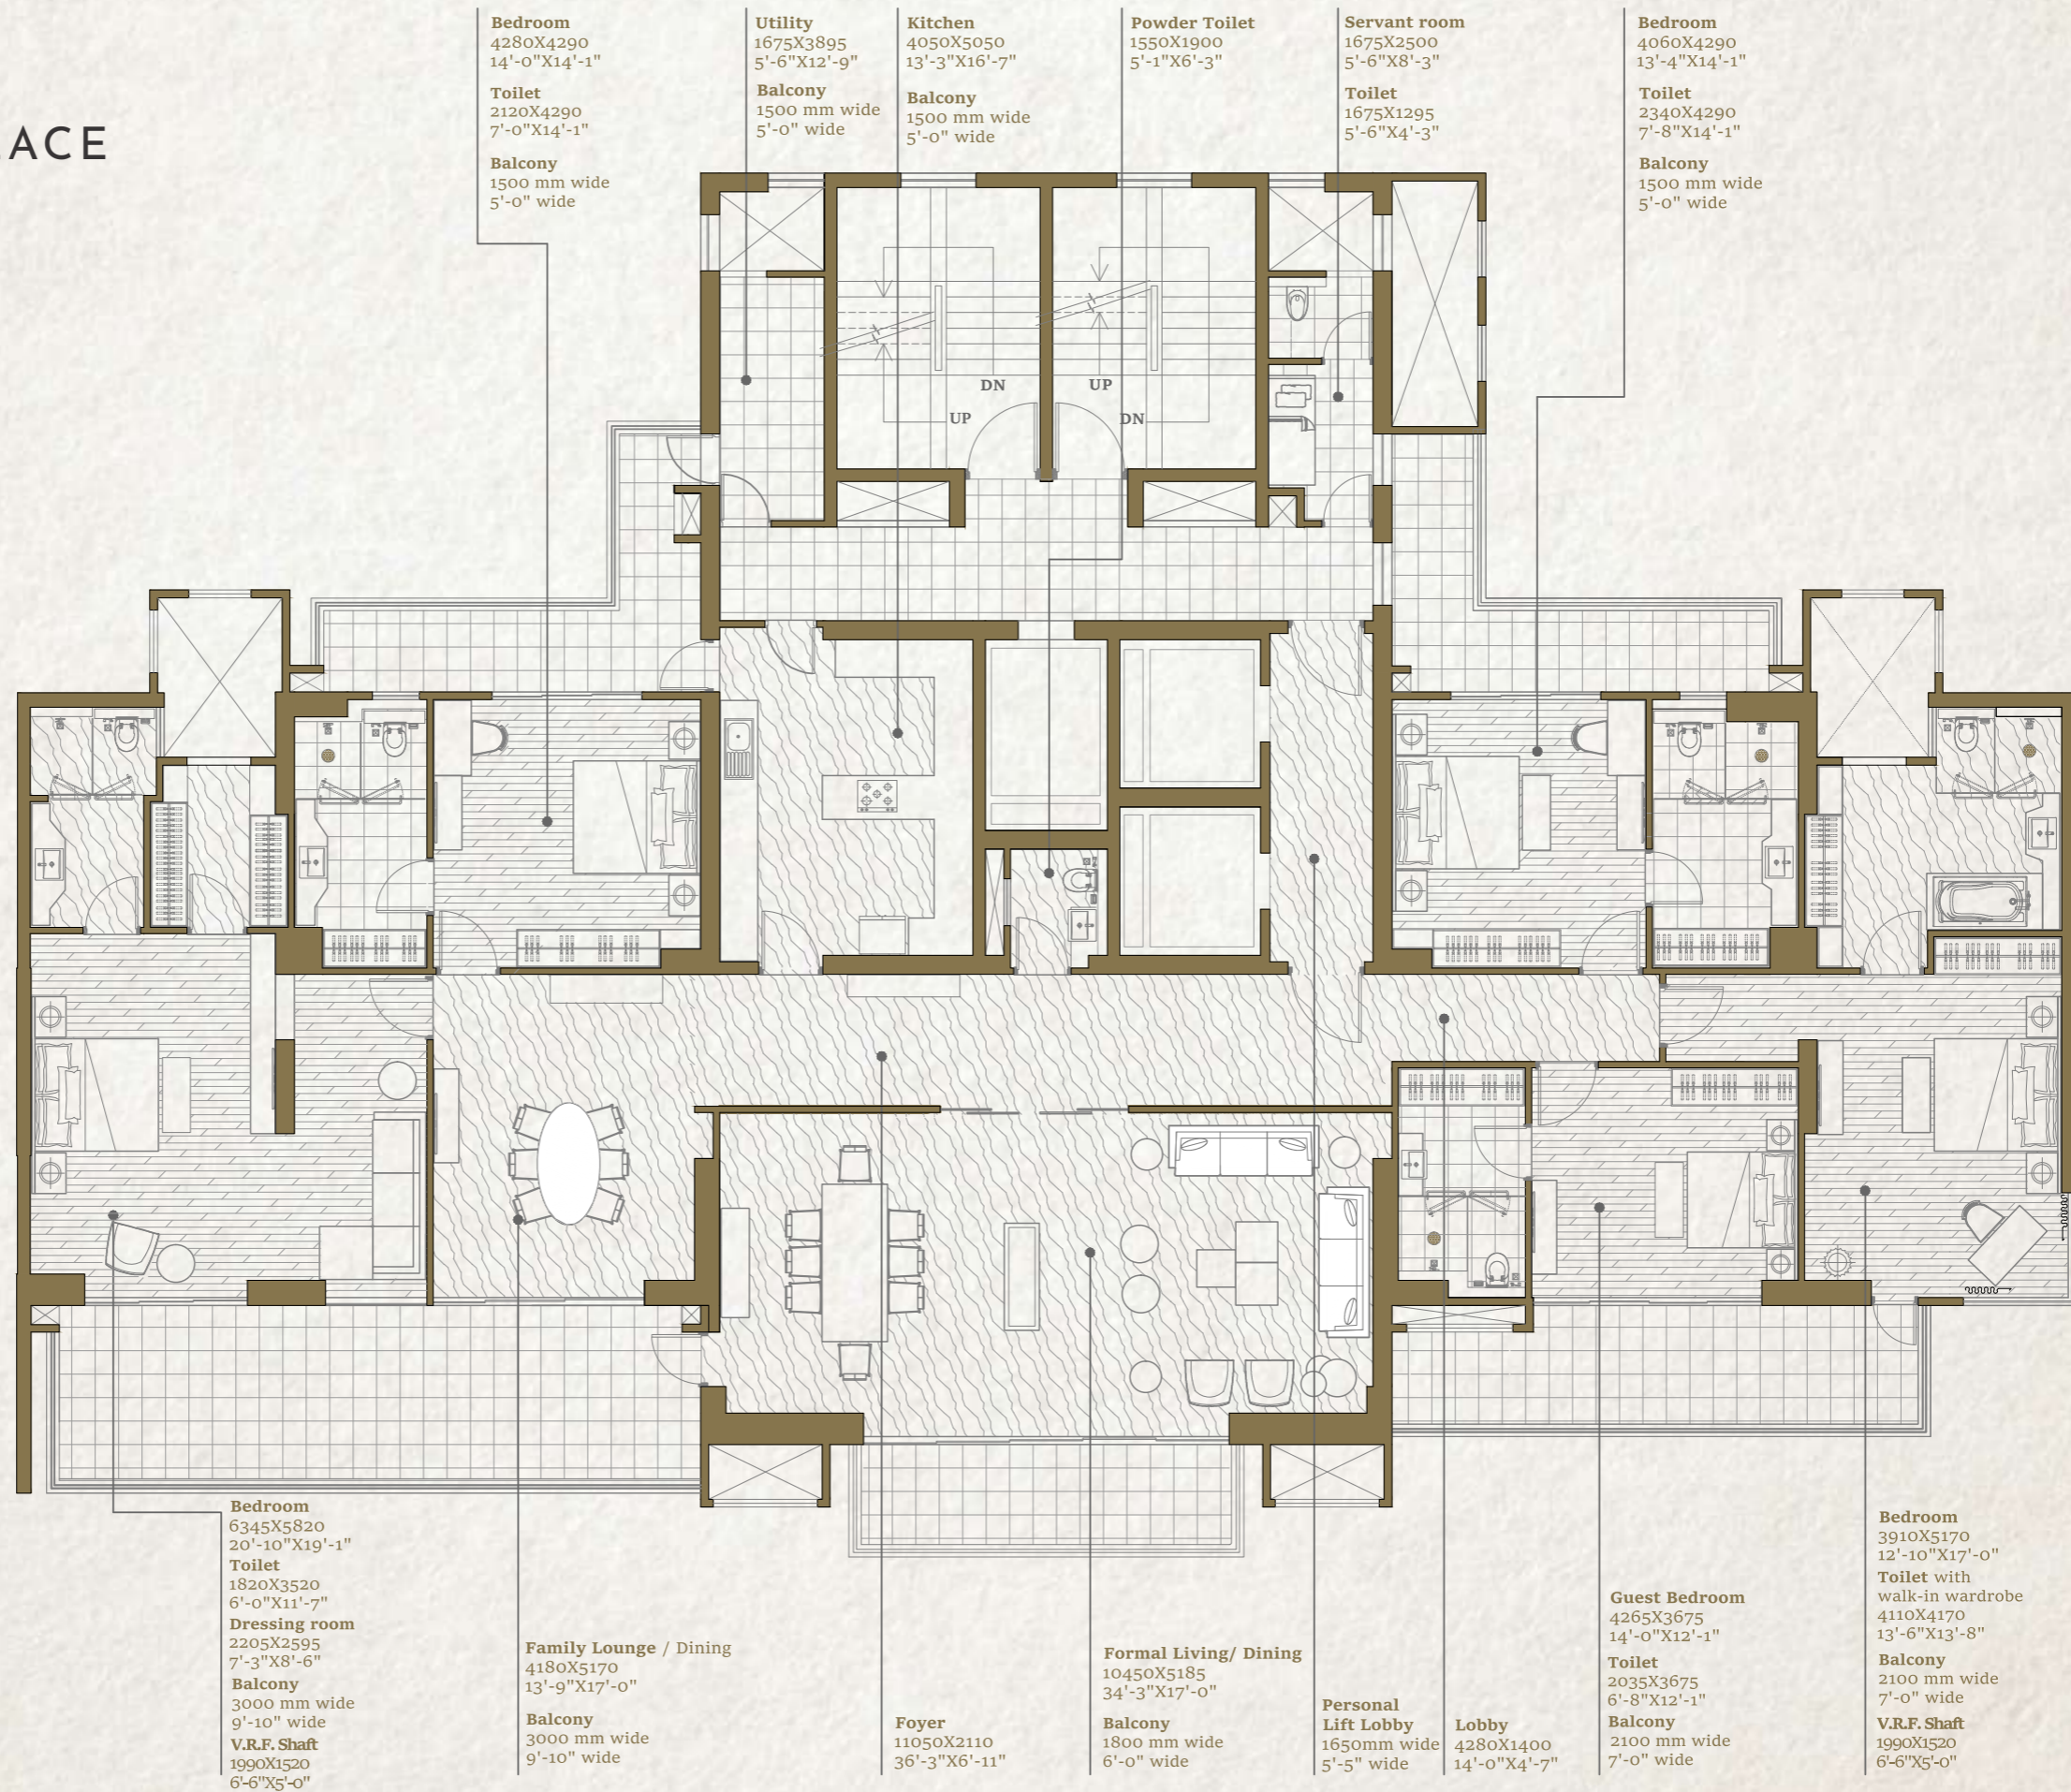 Bedroom
4280X4290
14'-0"X14'-1"
Toilet
2120X4290
7'-0"X14'-1"
Balcony
1500 mm wide
5'-0" wide
Utility
1675X3895
5'-6"X12'-9"
Balcony
1500 mm wide
5'-0" wide
Kitchen
4050X5050
13'-3"X16'-7"
Balcony
1500 mm wide
5'-0" wide
Powder Toilet
1550X1900
5'-1"X6'-3"
Servant room
1675X2500
5'-6"X8'-3"
Toilet
1675X1295
5'-6"X4'-3"
Bedroom
4060X4290
13'-4"X14'-1"
Toilet
2340X4290
7'-8"X14'-1"
Balcony
1500 mm wide
5'-0" wide
ACE
DN
UP
UP
DN
Bedroom
6345X5820
20'-10"X19'-1"
Toilet
1820X3520
6'-0"X11'-7"
Dressing room
2205X2595
7'-3"X8'-6"
Balcony
3000 mm wide
9'-10" wide
V.R.F. Shaft
1990X1520
6'-6"X5'-0"
Family Lounge / Dining
4180X5170
13'-9"X17'-0"
Balcony
3000 mm wide
9'-10" wide
Foyer
11050X2110
36'-3"X6'-11"
Formal Living/ Dining
10450X5185
34'-3"X17'-0"
Balcony
1800 mm wide
6'-0" wide
Personal
Lift Lobby
1650mm wide
5'-5" wide
Lobby
4280X1400
14'-0"X4'-7"
Guest Bedroom
4265X3675
14'-0"X12'-1"
Toilet
2035X3675
6'-8"X12'-1"
Balcony
2100 mm wide
7'-0" wide
Bedroom
3910X5170
12'-10"X17'-0"
Toilet with
walk-in wardrobe
4110X4170
13'-6"X13'-8"
Balcony
2100 mm wide
7'-0" wide
V.R.F. Shaft
1990X1520
6'-6"X5'-0"